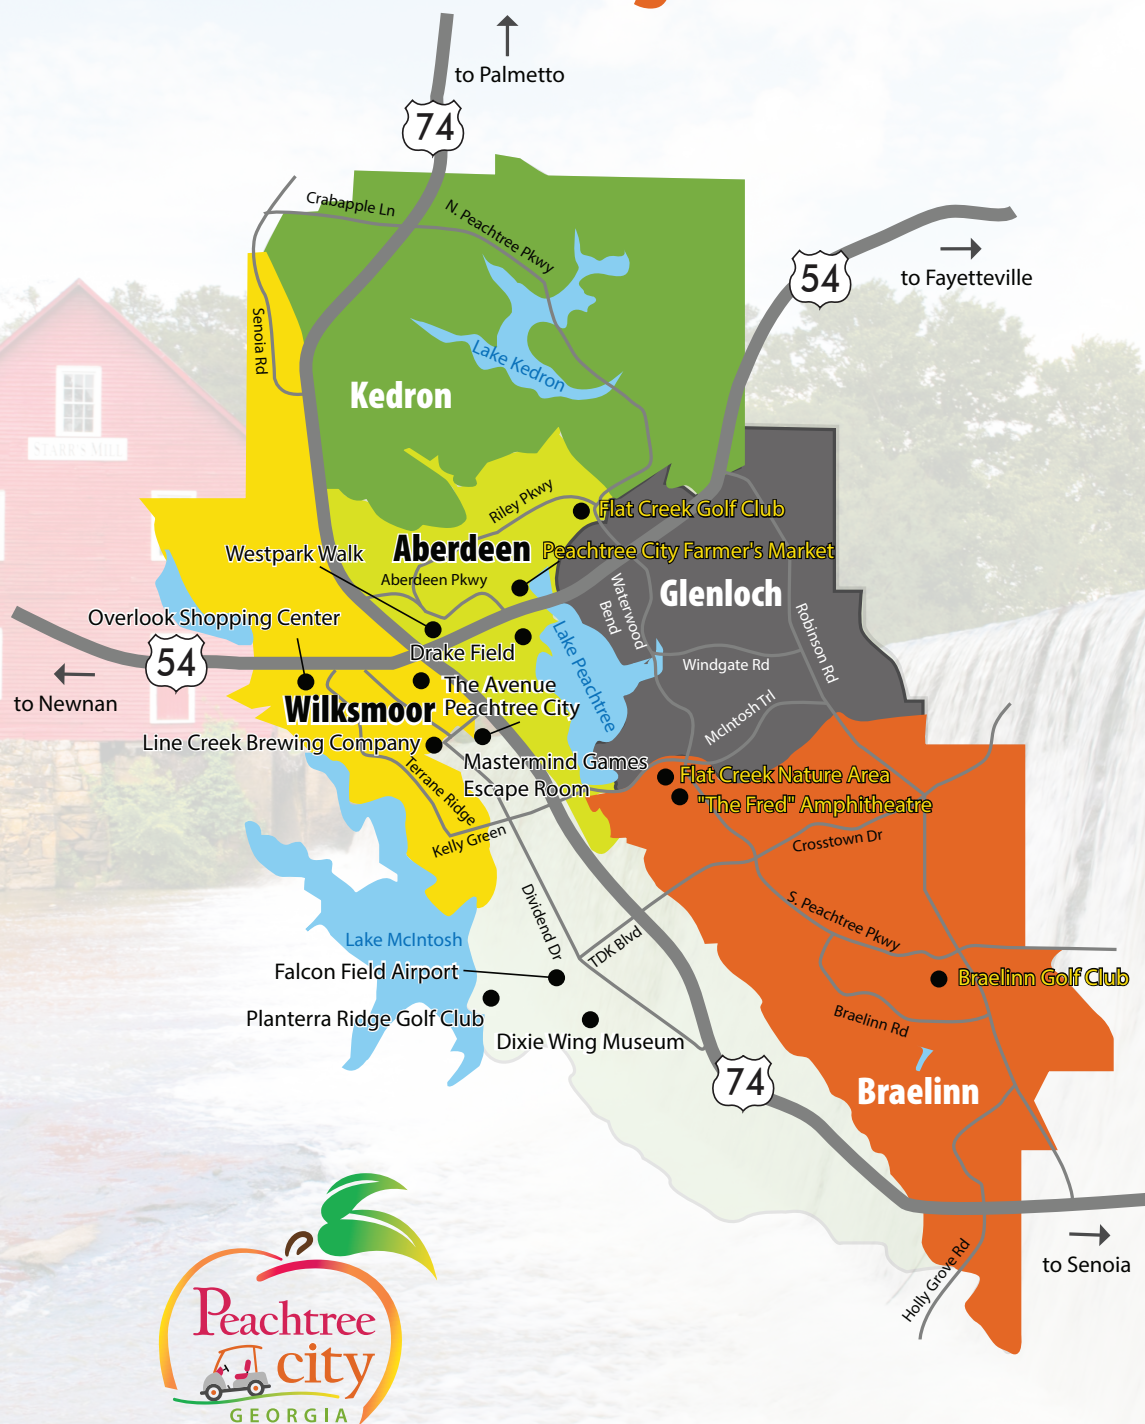 to Palmetto
74
Crabapple Ln
N. Peachtree Pkwy
54
to Fayetteville
Senoia Rd
Lake Kedron
Kedron
STARR'S MILL
Riley Pkwy
Flat Creek Golf Club
Westpark Walk
Aberdeen
Peachtree City Farmer's Market
Aberdeen Pkwy
Glenloch
Waterwood
Bend
Robinson Rd
Overlook Shopping Center
Drake Field
Lake Peachtree
54
Windgate Rd
to Newnan
The Avenue
Peachtree City
Wilksmoor
McIntosh Trl
Line Creek Brewing Company
Mastermind Games
Escape Room
Flat Creek Nature Area
"The Fred" Amphitheatre
Terrane Ridge
Kelly Green
Crosstown Dr
Dividend Dr
S. Peachtree Pkwy
Lake McIntosh
TDK Blvd
Falcon Field Airport
Braelinn Golf Club
Planterra Ridge Golf Club
Braelinn Rd
Dixie Wing Museum
74
Braelinn
Holly Grove Rd
to Senoia
Peachtree
city
GEORGIA